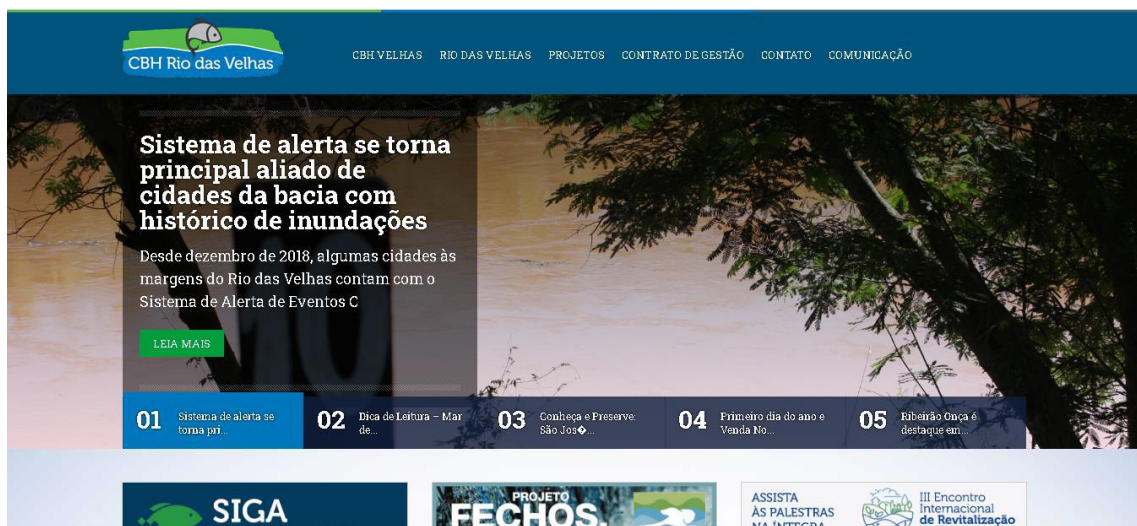 CBH Rio das Velhas
CBH VELHAS RIO DAS VELHAS PROJETOS CONTRATO DE GESTÃO CONTATO COMUNICAÇÃO
Sistema de alerta se torna
principal aliado de
cidades da bacia com
histórico de inundações
Desde dezembro de 2018, algumas cidades às
margens do Rio das Velhas contam com o
Sistema de Alerta de Eventos C
LEIA MAIS
10
01 Sistema de alerta se
torna pri...
02 Dica de Leitura – Mar
de...
03 Conheça e Preserve:
São Jos�...
04 Primeiro dia do ano e
Venda No...
05 Ribeirão Onça é
destaque em...
SIGA
PROJETO
FECHOS,
ASSISTA
ÀS PALESTRAS
NA ÍNTEGRA
III Encontro
Internacional
de Revitalização